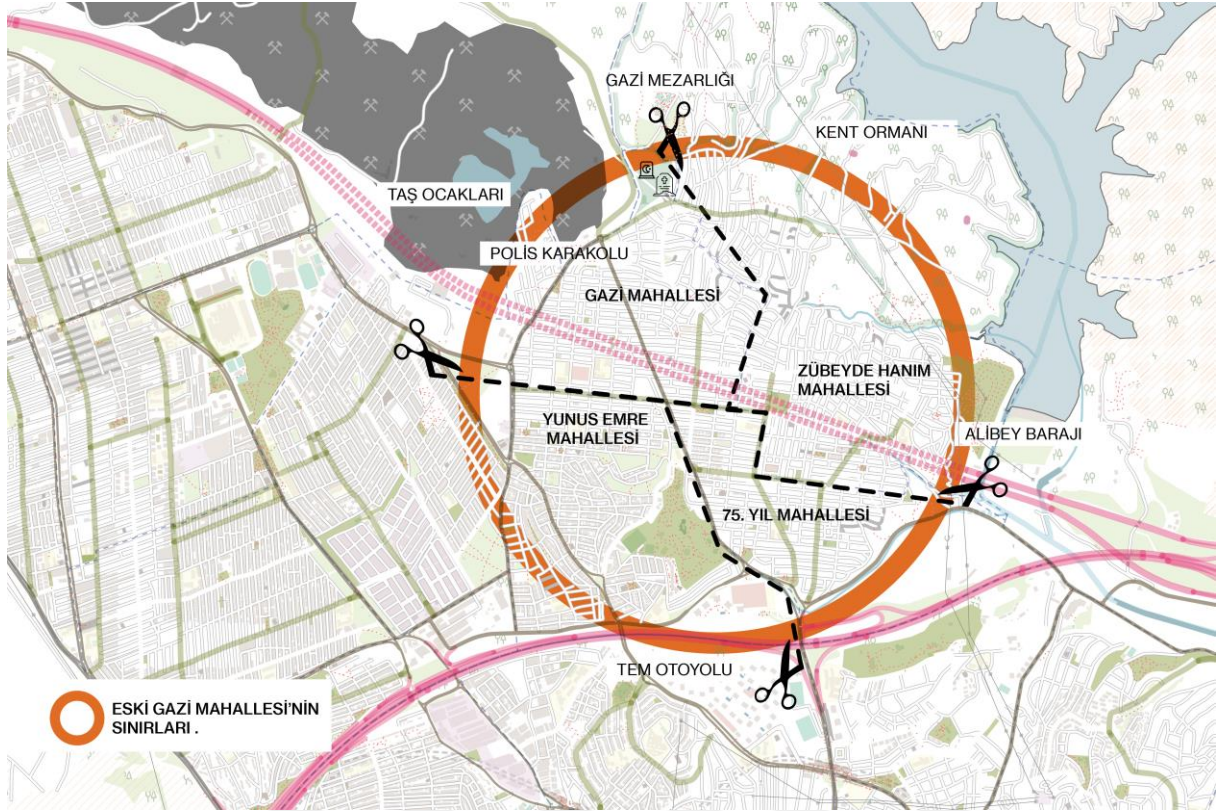 GAZİ MEZARLIĞI
KENT ORMANI
TAŞ OCAKLARI
POLİS KARAKOLU
GAZİ MAHALLESİ
ZÜBEYDE HANIM
MAHALLESİ
YUNUS EMRE
MAHALLESİ
ALİBEY BARAJI
75. YIL MAHALLESİ
TEM OTOYOLU
ESKİ GAZİ MAHALLESİ'NİN
SINIRLARI .